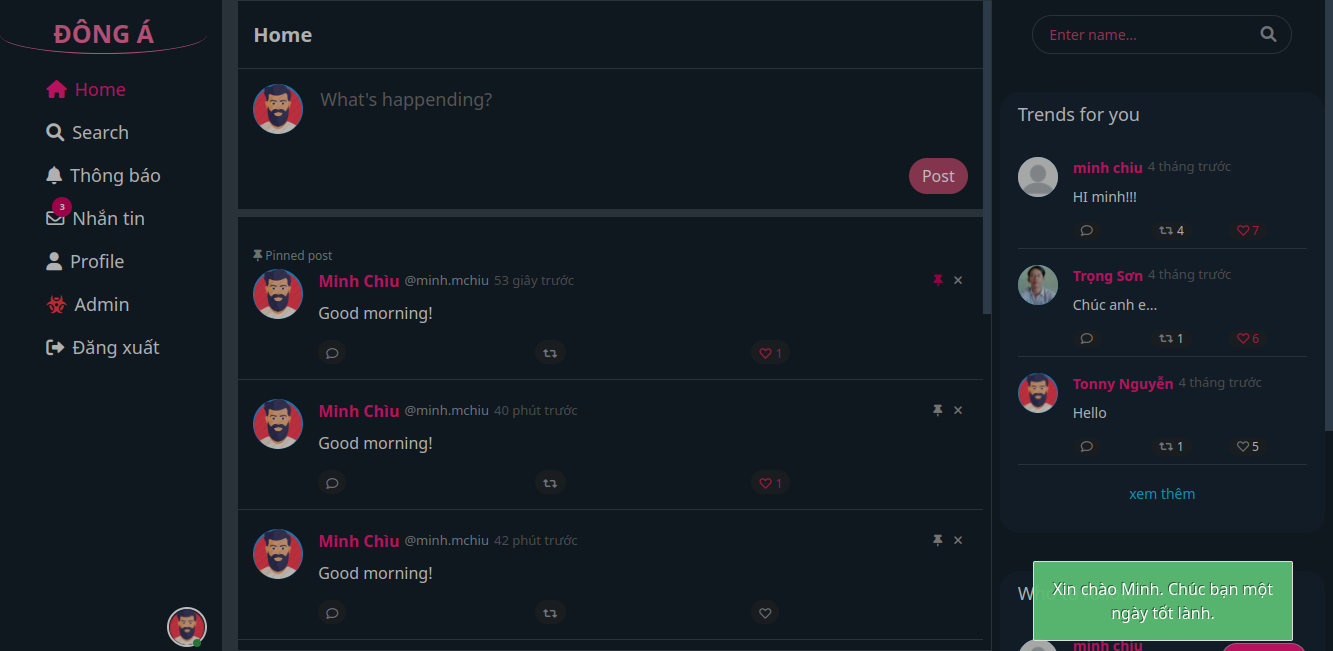 ĐÔNG Á
Home
Search
Thông báo
3
Nhắn tin
Profile
Admin
Đăng xuất
Home
What's happending?
Post
Pinned post
Minh Chìu @minh.mchiu 53 giây trước
Good morning!
1
Minh Chìu @minh.mchiu 40 phút trước
Good morning!
1
Minh Chìu @minh.mchiu 42 phút trước
Good morning!
Enter name...
Trends for you
minh chiu 4 tháng trước
HI minh!!!
4 7
Trọng Sơn 4 tháng trước
Chúc anh e...
1 6
Tonny Nguyễn 4 tháng trước
Hello
1 5
xem thêm
Xin chào Minh. Chúc bạn một
ngày tốt lành.
minh chiu